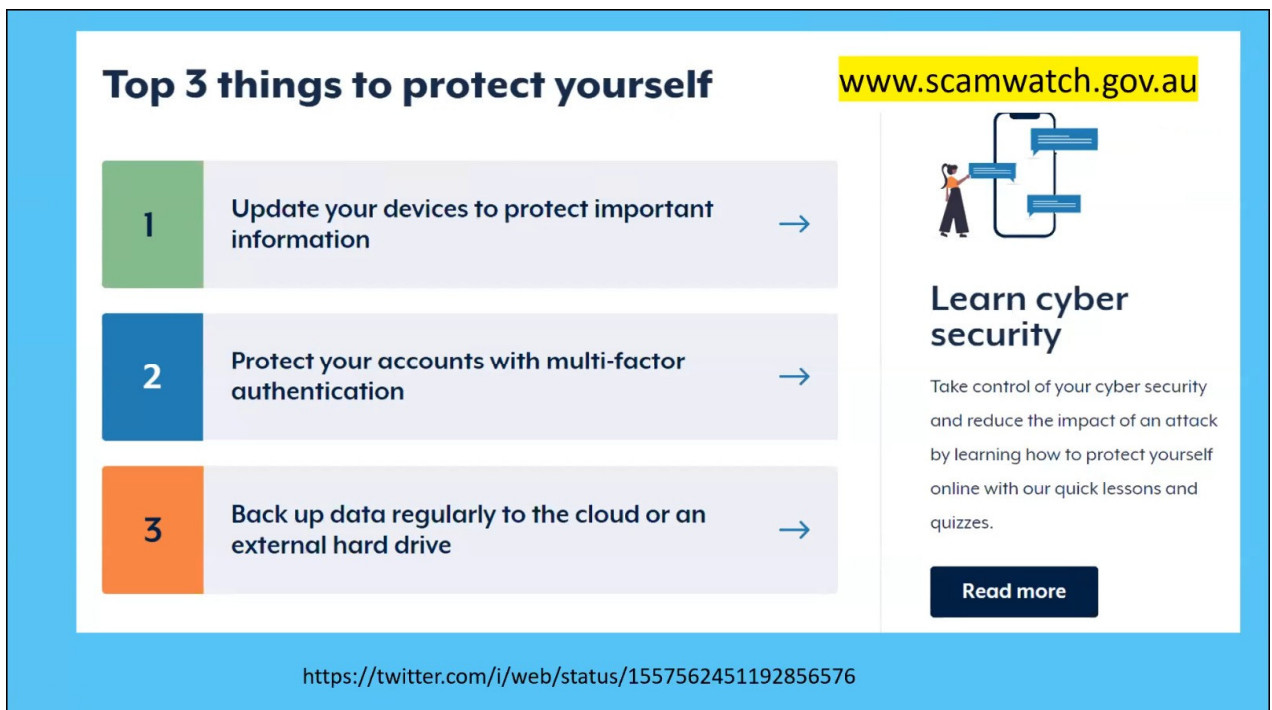 Top 3 things to protect yourself
www.scamwatch.gov.au
1
Update your devices to protect important
information
2
Protect your accounts with multi-factor
authentication
3
Back up data regularly to the cloud or an
external hard drive
Learn cyber
security
Take control of your cyber security
and reduce the impact of an attack
by learning how to protect yourself
online with our quick lessons and
quizzes.
Read more
https://twitter.com/i/web/status/1557562451192856576